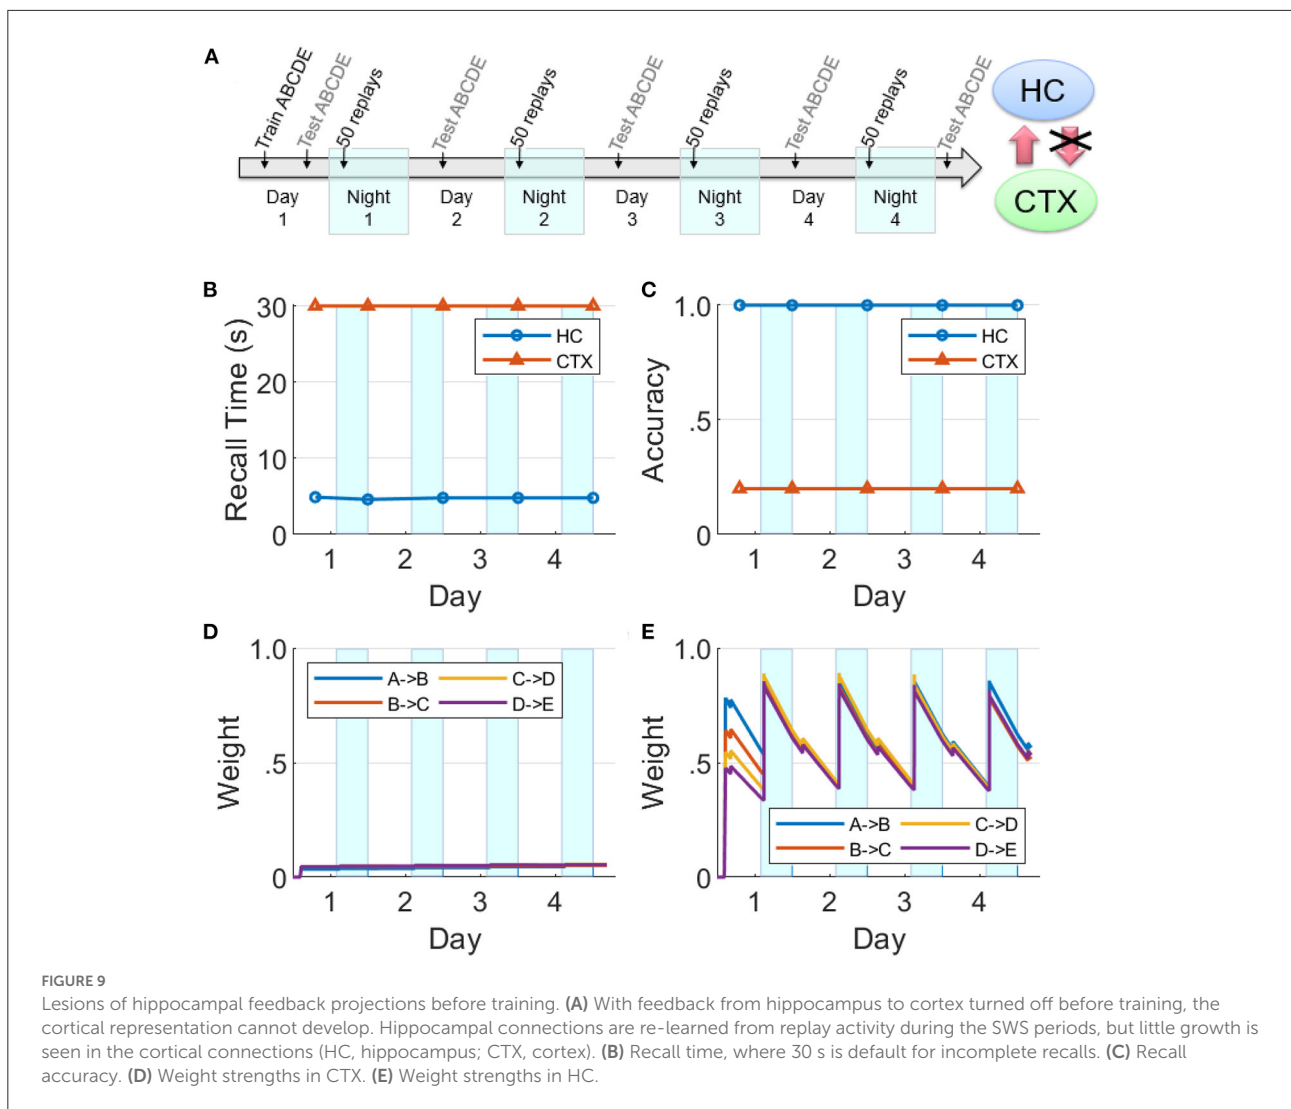 A
Train ABCDE
Test ABCDE
50 replays
Test ABCDE
50 replays
Test ABCDE
50 replays
Test ABCDE
50 replays
Test ABCDE
Day 1
Night 1
Day 2
Night 2
Day 3
Night 3
Day 4
Night 4
HC
CTX
B
30
20
10
0
Recall Time (s)
HC
CTX
1 2 3 4
Day
C
1.0
.5
0
Accuracy
HC
CTX
1 2 3 4
Day
D
1.0
.5
0
Weight
A->B C->D
B->C D->E
1 2 3 4
Day
E
1.0
.5
0
Weight
A->B C->D
B->C D->E
1 2 3 4
Day
FIGURE 9
Lesions of hippocampal feedback projections before training. (A) With feedback from hippocampus to cortex turned off before training, the
cortical representation cannot develop. Hippocampal connections are re-learned from replay activity during the SWS periods, but little growth is
seen in the cortical connections (HC, hippocampus; CTX, cortex). (B) Recall time, where 30 s is default for incomplete recalls. (C) Recall
accuracy. (D) Weight strengths in CTX. (E) Weight strengths in HC.